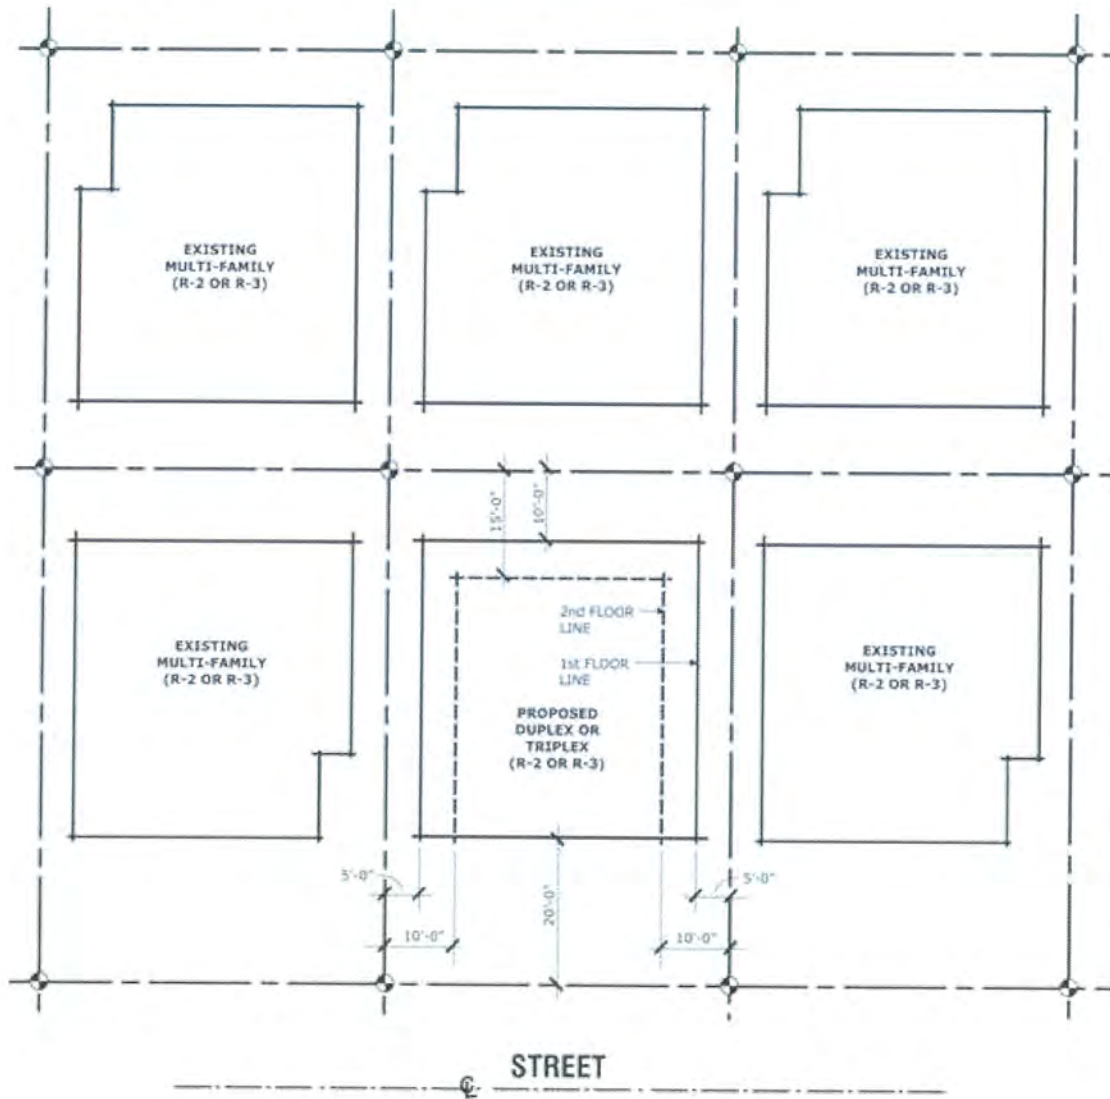 EXISTING
MULTI-FAMILY
(R-2 OR R-3)
EXISTING
MULTI-FAMILY
(R-2 OR R-3)
EXISTING
MULTI-FAMILY
(R-2 OR R-3)
15'-0"
10'-0"
2nd FLOOR
LINE
1st FLOOR
LINE
EXISTING
MULTI-FAMILY
(R-2 OR R-3)
PROPOSED
DUPLEX OR
TRIPLEX
(R-2 OR R-3)
EXISTING
MULTI-FAMILY
(R-2 OR R-3)
5'-0"
5'-0"
20'-0"
10'-0"
10'-0"
STREET
℄